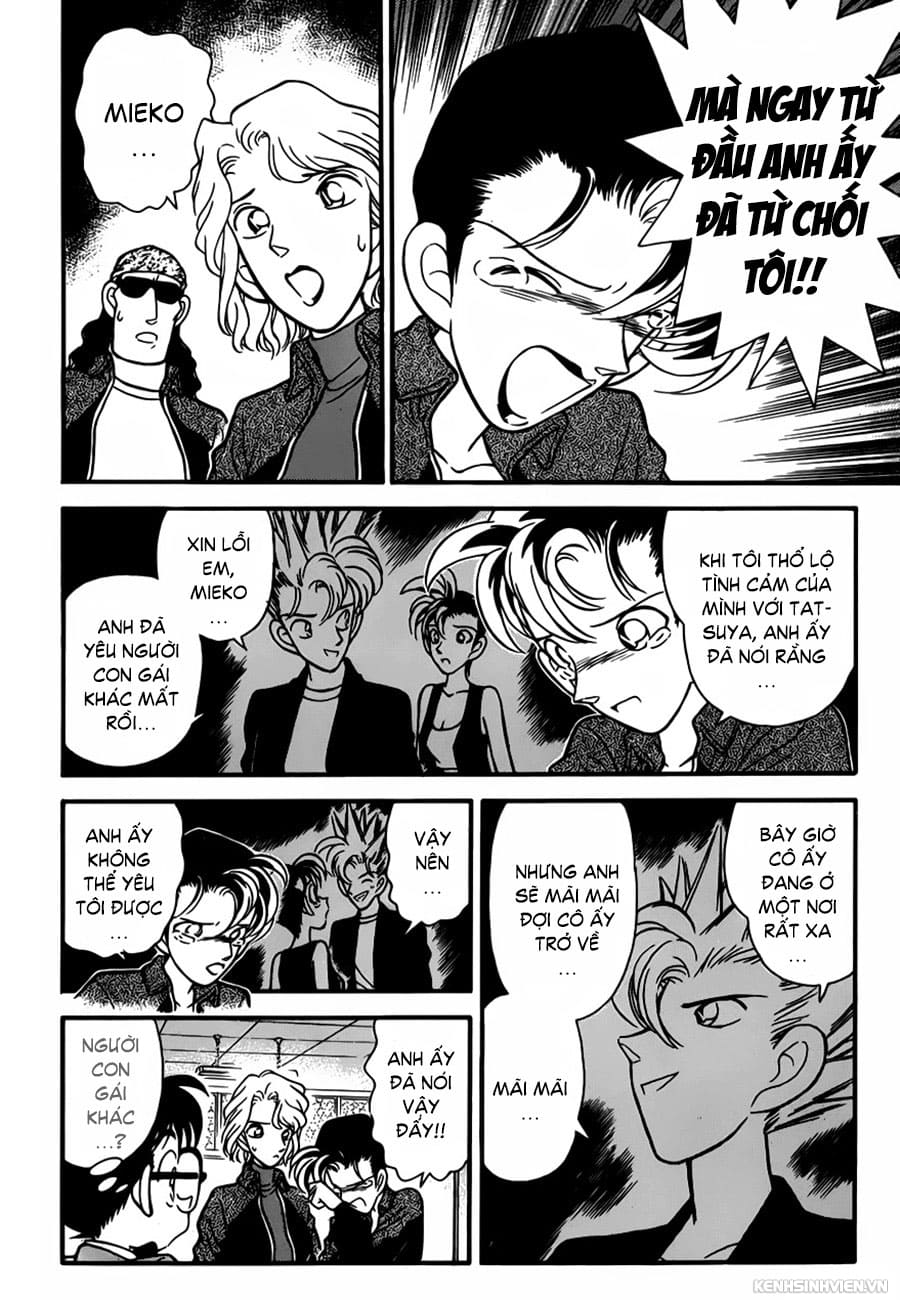 MÀ NGAY TỪ
ĐẦU ANH ẤY
ĐÃ TỪ CHỐI
TÔI!!
MIEKO
...
KHI TÔI THỔ LỘ
TÌNH CẢM CỦA
MÌNH VỚI TAT-
SUYA, ANH ẤY
ĐÃ NÓI RẰNG
...
XIN LỖI
EM,
MIEKO
...
ANH ĐÃ
YÊU NGƯỜI
CON GÁI
KHÁC MẤT
RỒI...
BÂY GIỜ
CÔ ẤY
ĐANG Ở
MỘT NƠI
RẤT XA
...
NHƯNG ANH
SẼ MÃI MÃI
ĐỢI CÔ ẤY
TRỞ VỀ
...
MÃI MÃI
...
VẬY
NÊN
...
ANH ẤY
KHÔNG
THỂ YÊU
TÔI ĐƯỢC
...
ANH ẤY
ĐÃ NÓI
VẬY
ĐẤY!!
NGƯỜI
CON
GÁI
KHÁC
...?
KENHSINHVIEN.VN